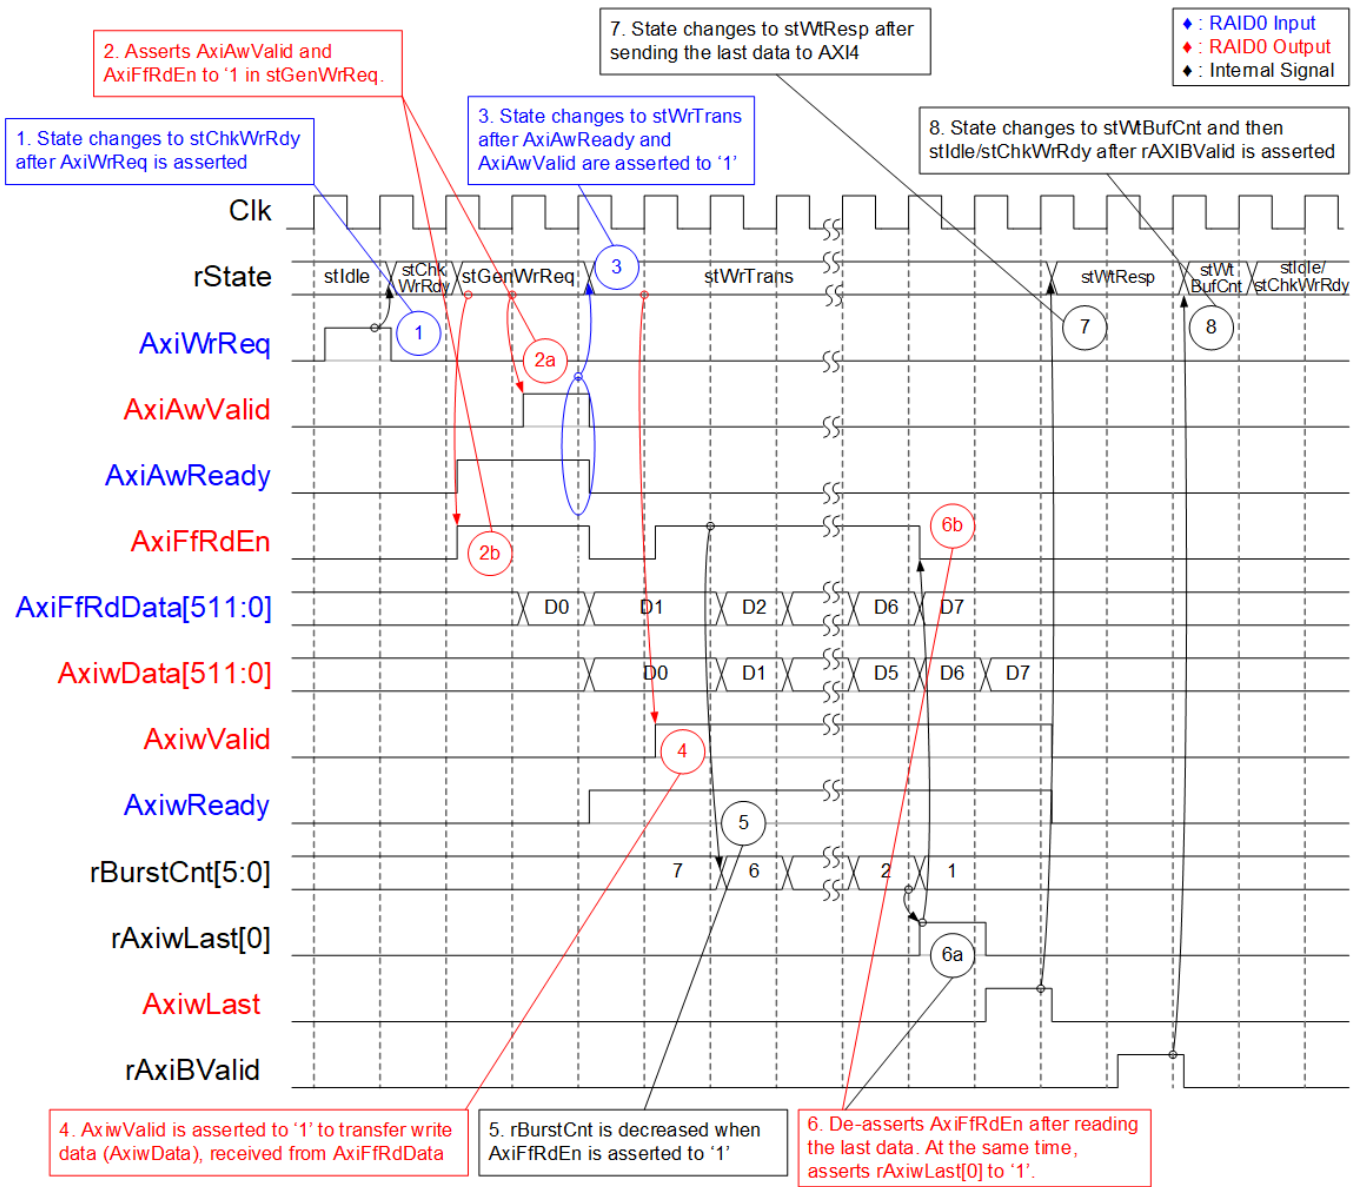 7. State changes to stWtResp after
sending the last data to AXI4
♦ : RAID0 Input
♦ : RAID0 Output
♦ : Internal Signal
2. Asserts AxiAwValid and
AxiFfRdEn to ‘1 in stGenWrReq.
3. State changes to stWrTrans
after AxiAwReady and
AxiAwValid are asserted to ‘1’
1. State changes to stChkWrRdy
after AxiWrReq is asserted
8. State changes to stWtBufCnt and then
stIdle/stChkWrRdy after rAXIBValid is asserted
Clk
rState
stIdle
stChk
WrRdy
stGenWrReq
3
stWrTrans
stWtResp
stWt
BufCnt
stIdle/
stChkWrRdy
AxiWrReq
1
2a
7
8
AxiAwValid
AxiAwReady
AxiFfRdEn
2b
6b
AxiFfRdData[511:0]
D0
D1
D2
D6
D7
AxiwData[511:0]
D0
D1
D5
D6
D7
AxiwValid
4
AxiwReady
5
rBurstCnt[5:0]
7
6
2
1
rAxiwLast[0]
6a
AxiwLast
rAxiBValid
4. AxiwValid is asserted to ‘1’ to transfer write
data (AxiwData), received from AxiFfRdData
5. rBurstCnt is decreased when
AxiFfRdEn is asserted to ‘1’
6. De-asserts AxiFfRdEn after reading
the last data. At the same time,
asserts rAxiwLast[0] to ‘1’.